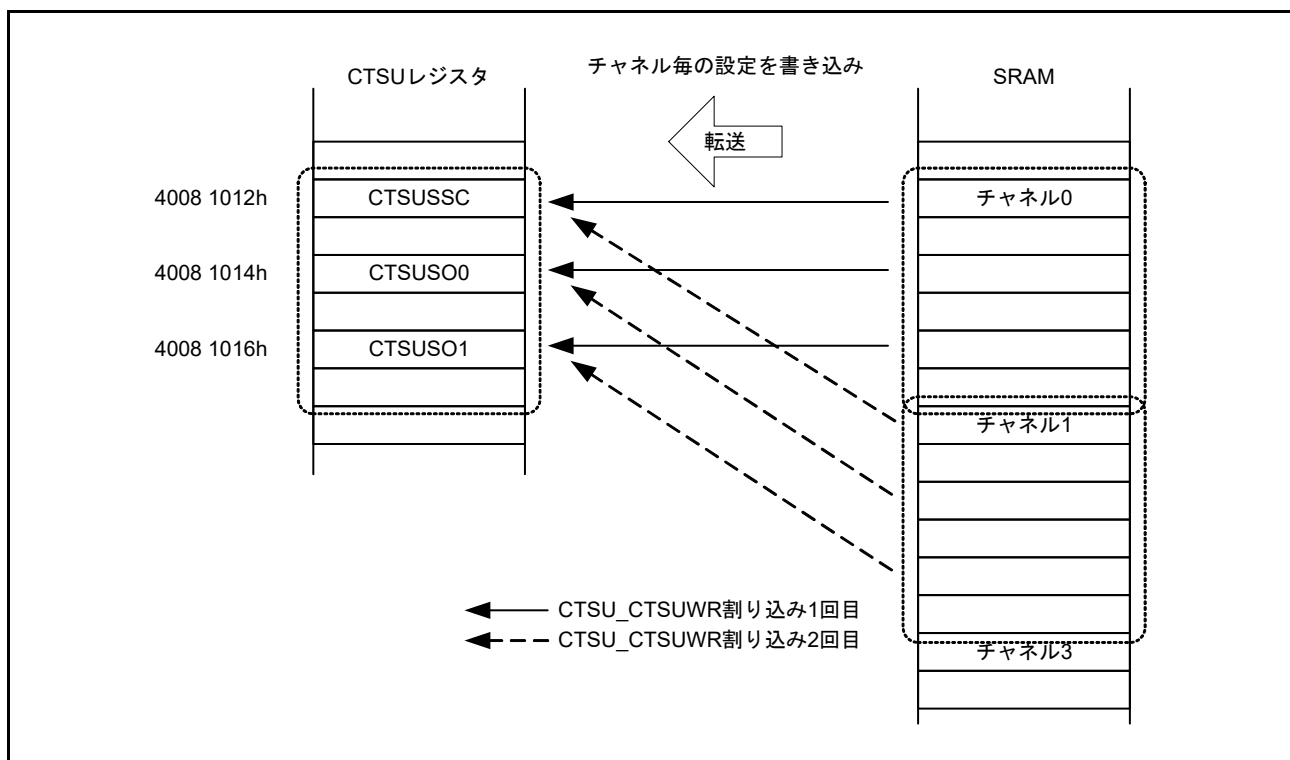 CTSUレジスタ
チャネル毎の設定を書き込み
SRAM
転送
4008 1012h
CTSUSSC
チャネル0
4008 1014h
CTSUSO0
4008 1016h
CTSUSO1
チャネル1
CTSU_CTSUWR割り込み1回目
CTSU_CTSUWR割り込み2回目
チャネル3